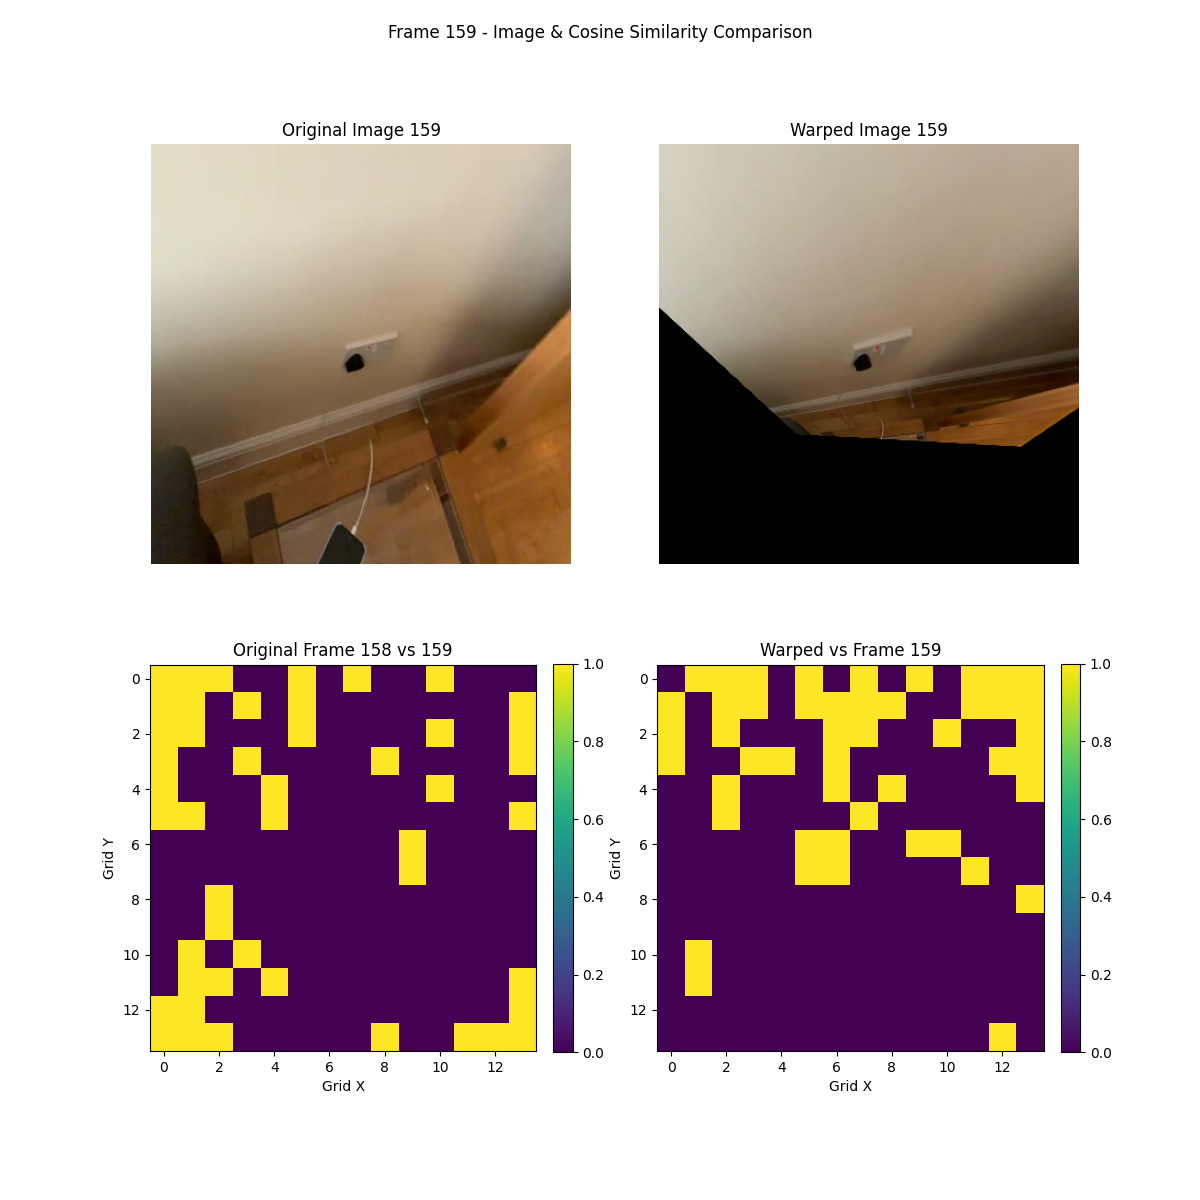 Frame 159 - Image & Cosine Similarity Comparison
Original Image 159
Warped Image 159
Original Frame 158 vs 159
Warped vs Frame 159
0
2
4
6
8
10
12
Grid Y
0 2 4 6 8 10 12
Grid X
1.0
0.8
0.6
0.4
0.2
0.0
0
2
4
6
8
10
12
Grid Y
0 2 4 6 8 10 12
Grid X
1.0
0.8
0.6
0.4
0.2
0.0